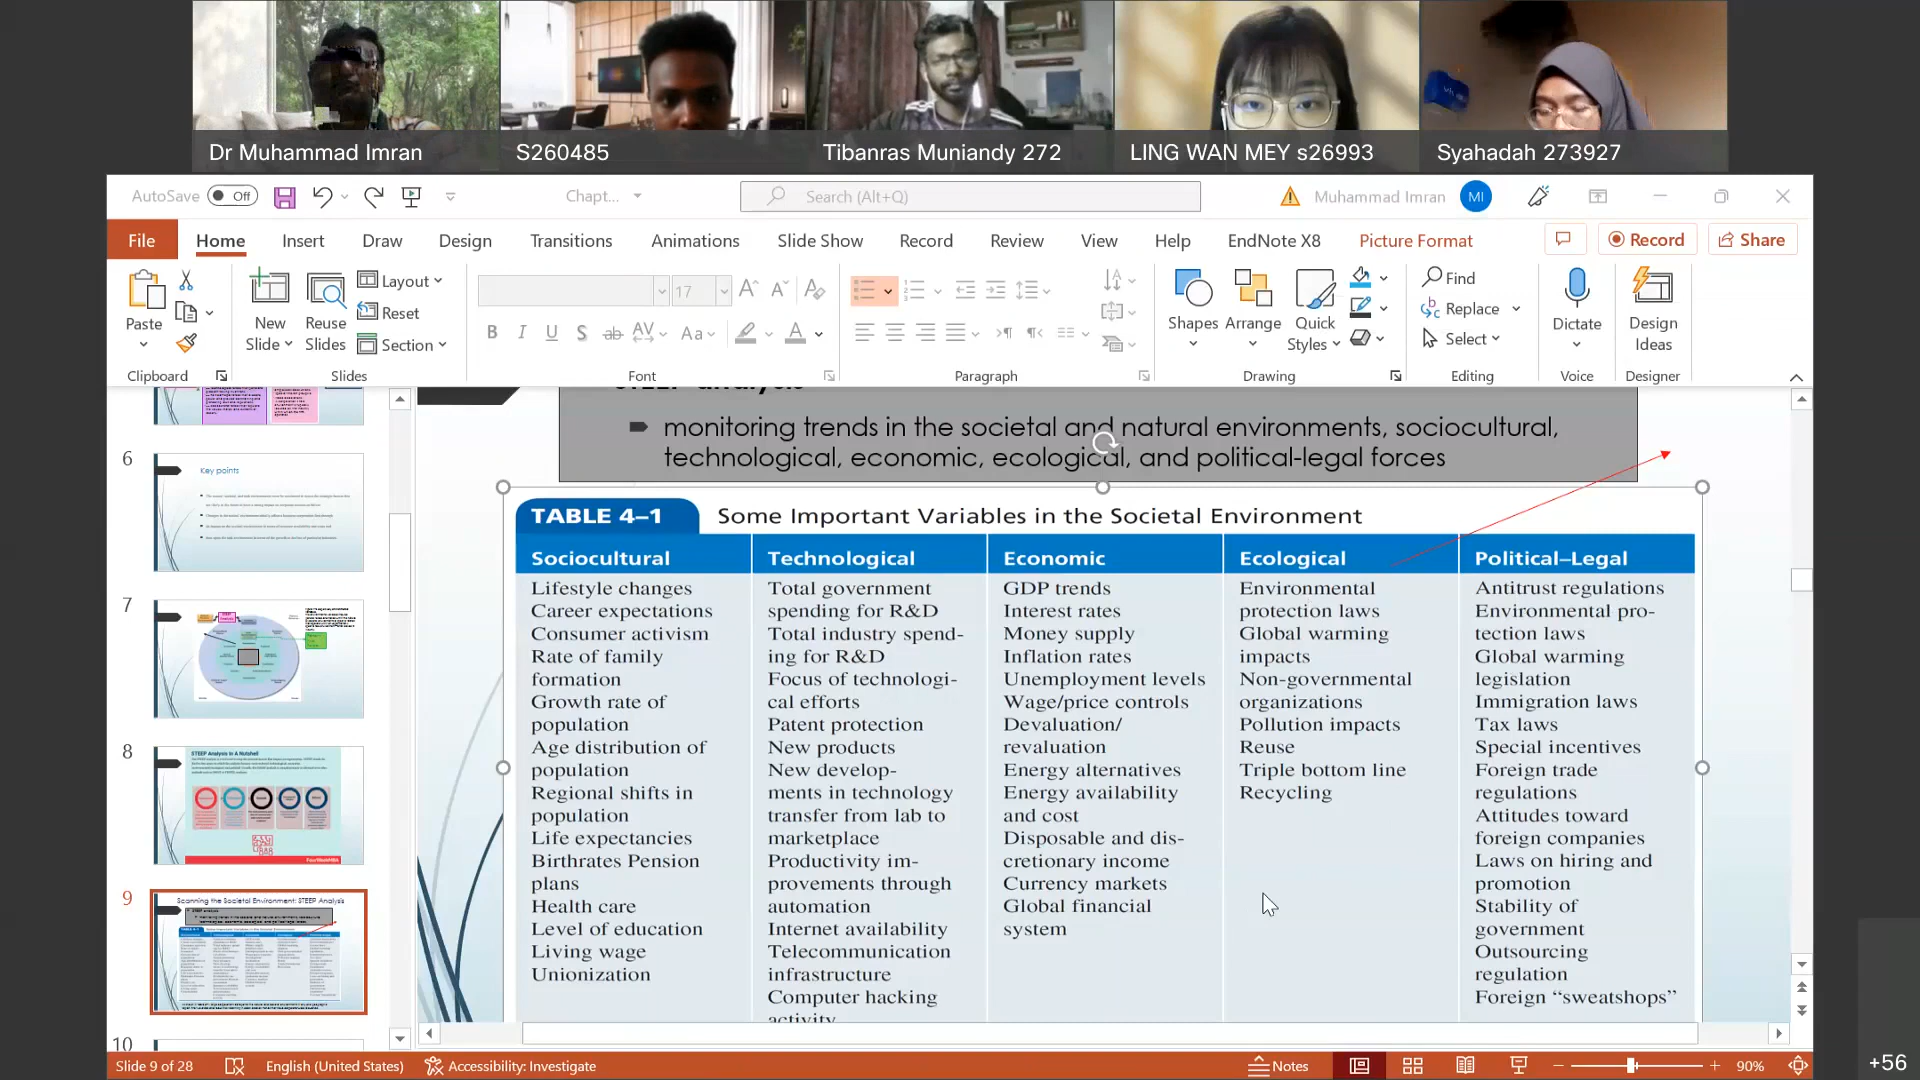 Dr Muhammad Imran
S260485
Tibanras Muniandy 272
LING WAN MEY s26993
Syahadah 273927
AutoSave Off
Chapt...
Search (Alt+Q)
Muhammad Imran MI
File Home Insert Draw Design Transitions Animations Slide Show Record Review View Help EndNote X8 Picture Format Record Share
Paste
New Slide
Reuse Slides
Layout
Reset
Section
17
Shapes Arrange Quick Styles
Find
Replace
Select
Dictate
Design Ideas
Clipboard Slides Font Paragraph Drawing Editing Voice Designer
6
Key points
7
8
STEEP Analysis In A Nutshell
9
Scanning the Societal Environment: STEEP Analysis
10
monitoring trends in the societal and natural environments, sociocultural,
technological, economic, ecological, and political-legal forces
TABLE 4–1 Some Important Variables in the Societal Environment
Sociocultural
Lifestyle changes
Career expectations
Consumer activism
Rate of family
formation
Growth rate of
population
Age distribution of
population
Regional shifts in
population
Life expectancies
Birthrates Pension
plans
Health care
Level of education
Living wage
Unionization
Technological
Total government
spending for R&D
Total industry spend-
ing for R&D
Focus of technologi-
cal efforts
Patent protection
New products
New develop-
ments in technology
transfer from lab to
marketplace
Productivity im-
provements through
automation
Internet availability
Telecommunication
infrastructure
Computer hacking
activity
Economic
GDP trends
Interest rates
Money supply
Inflation rates
Unemployment levels
Wage/price controls
Devaluation/
revaluation
Energy alternatives
Energy availability
and cost
Disposable and dis-
cretionary income
Currency markets
Global financial
system
Ecological
Environmental
protection laws
Global warming
impacts
Non-governmental
organizations
Pollution impacts
Reuse
Triple bottom line
Recycling
Political–Legal
Antitrust regulations
Environmental pro-
tection laws
Global warming
legislation
Immigration laws
Tax laws
Special incentives
Foreign trade
regulations
Attitudes toward
foreign companies
Laws on hiring and
promotion
Stability of
government
Outsourcing
regulation
Foreign “sweatshops”
Slide 9 of 28 English (United States) Accessibility: Investigate Notes 90%
+56